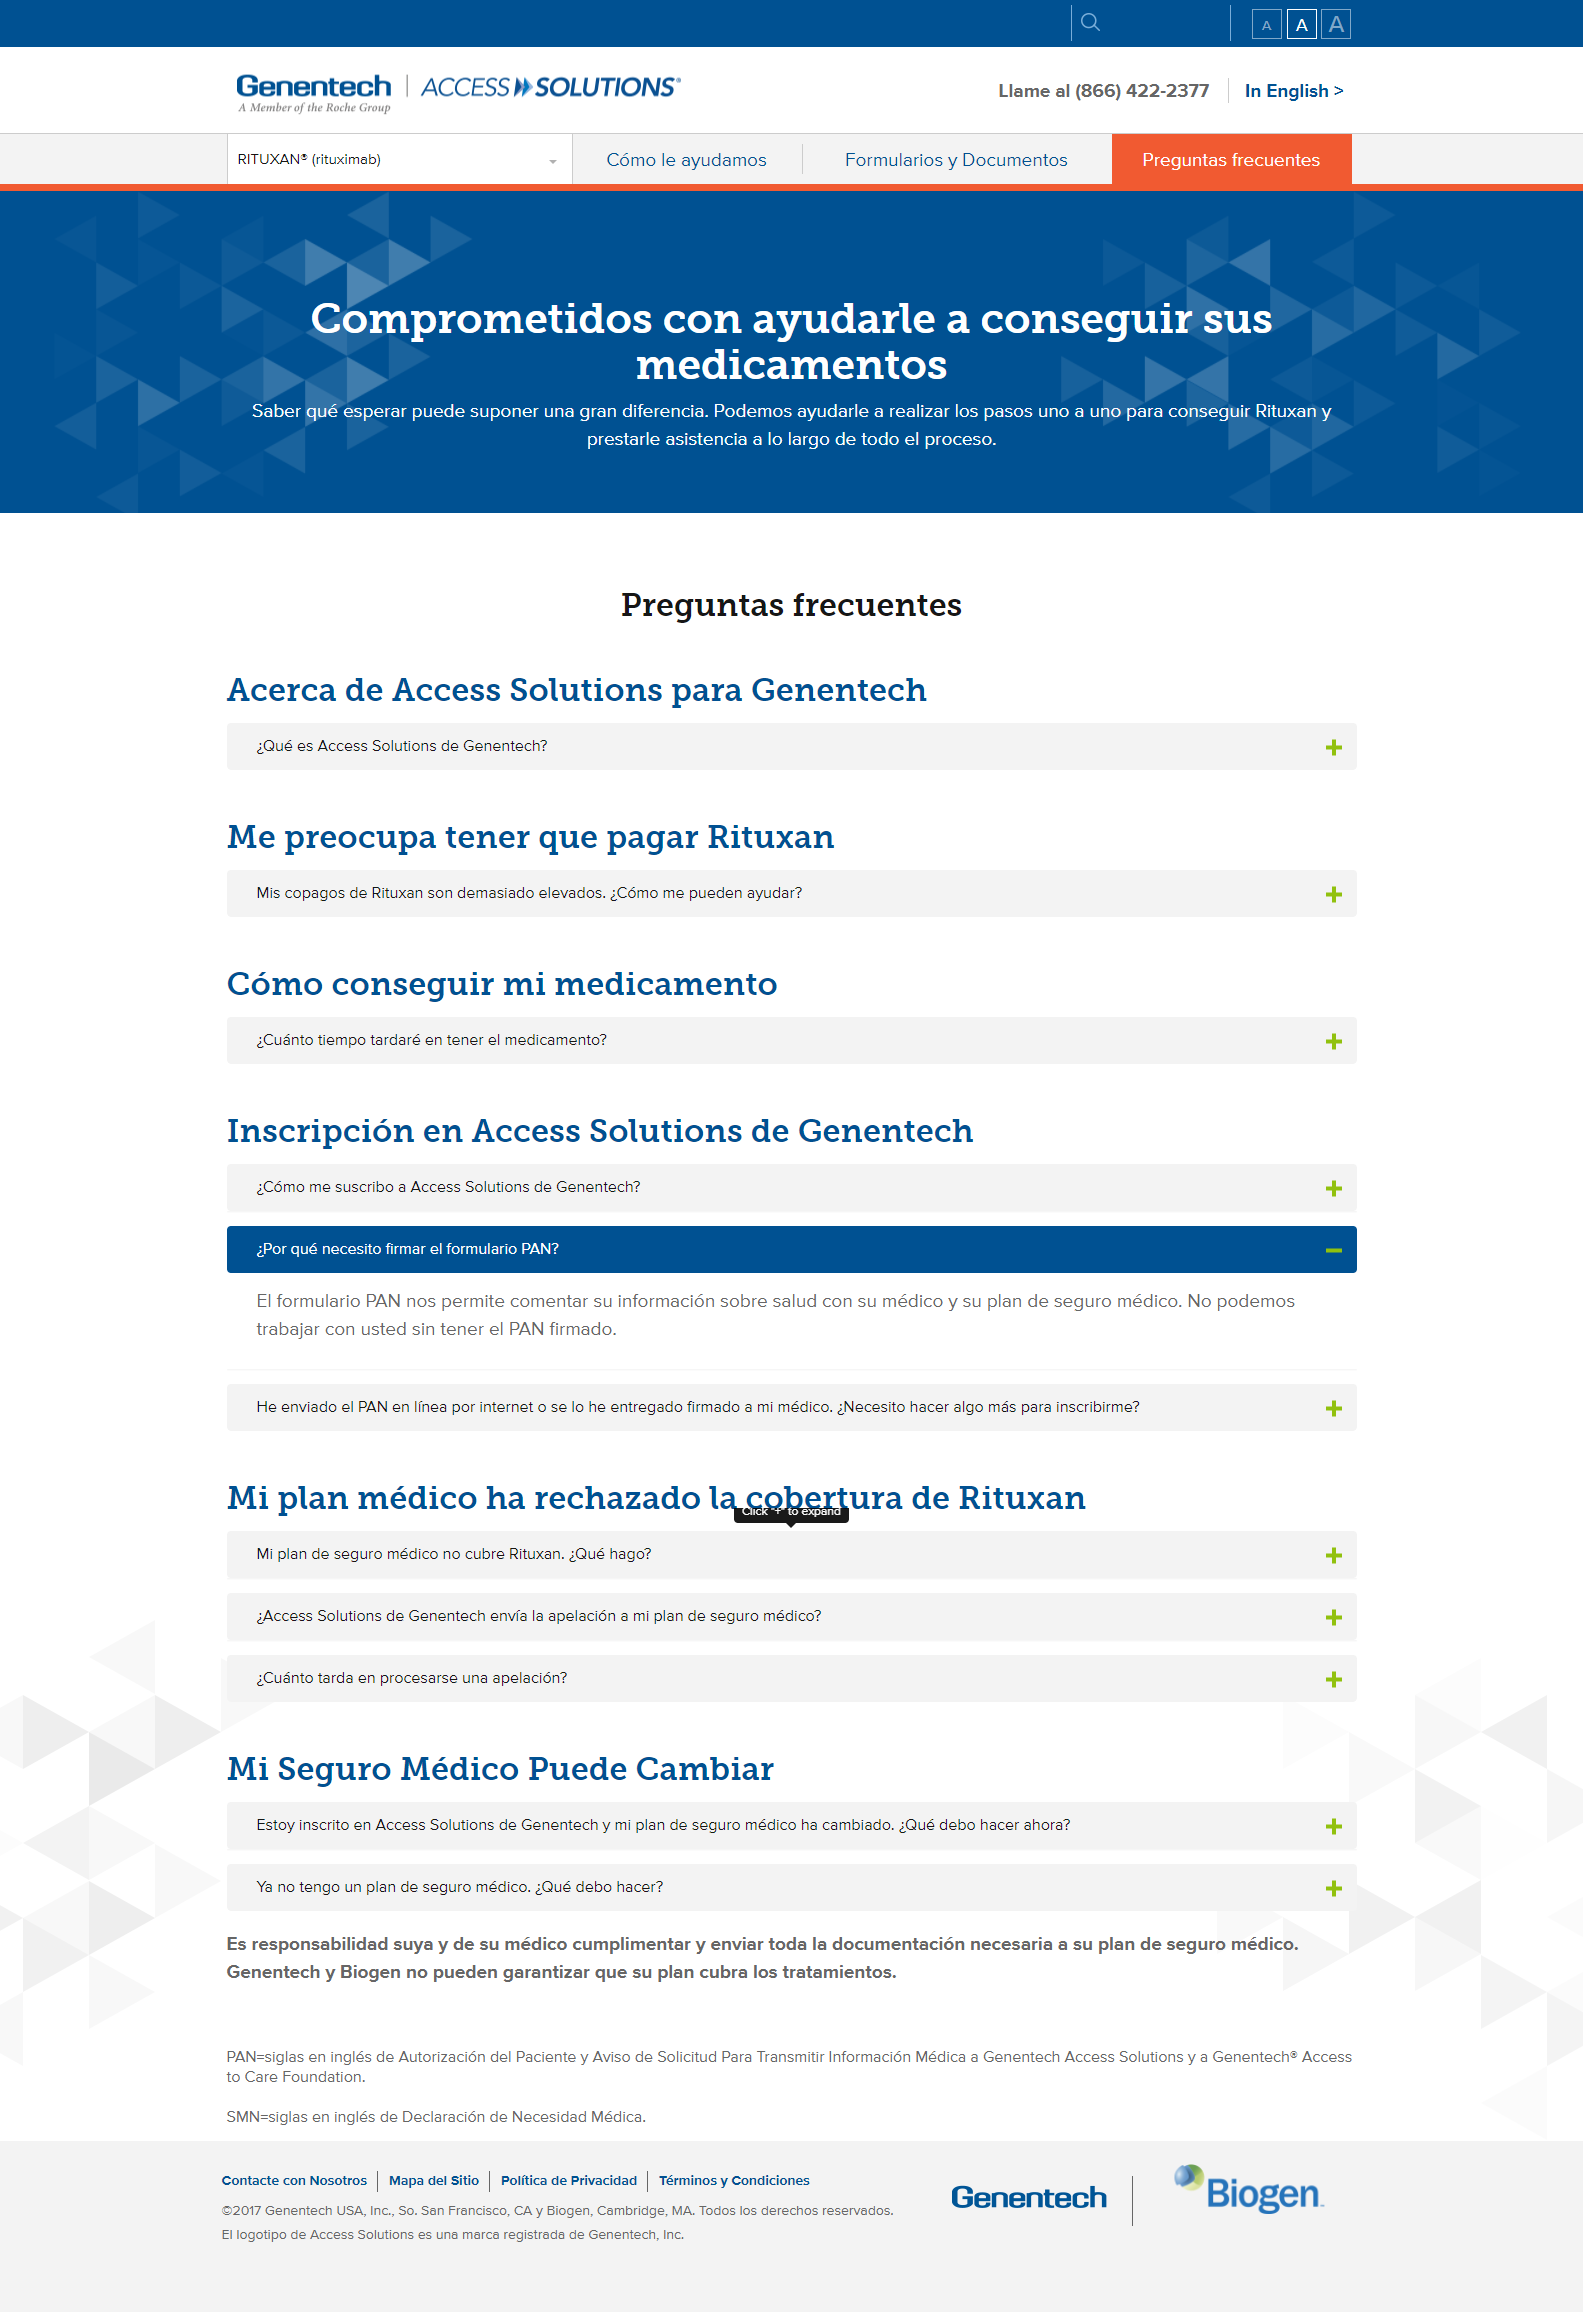 A A A
Genentech ACCESS SOLUTIONS®
A Member of the Roche Group
Llame al (866) 422-2377 In English >
RITUXAN® (rituximab) Cómo le ayudamos Formularios y Documentos Preguntas frecuentes
Comprometidos con ayudarle a conseguir sus
medicamentos
Saber qué esperar puede suponer una gran diferencia. Podemos ayudarle a realizar los pasos uno a uno para conseguir Rituxan y
prestarle asistencia a lo largo de todo el proceso.
Preguntas frecuentes
Acerca de Access Solutions para Genentech
¿Qué es Access Solutions de Genentech?
Me preocupa tener que pagar Rituxan
Mis copagos de Rituxan son demasiado elevados. ¿Cómo me pueden ayudar?
Cómo conseguir mi medicamento
¿Cuánto tiempo tardaré en tener el medicamento?
Inscripción en Access Solutions de Genentech
¿Cómo me suscribo a Access Solutions de Genentech?
¿Por qué necesito firmar el formulario PAN?
El formulario PAN nos permite comentar su información sobre salud con su médico y su plan de seguro médico. No podemos
trabajar con usted sin tener el PAN firmado.
He enviado el PAN en línea por internet o se lo he entregado firmado a mi médico. ¿Necesito hacer algo más para inscribirme?
Mi plan médico ha rechazado la cobertura de Rituxan
Click "+" to expand
Mi plan de seguro médico no cubre Rituxan. ¿Qué hago?
¿Access Solutions de Genentech envía la apelación a mi plan de seguro médico?
¿Cuánto tarda en procesarse una apelación?
Mi Seguro Médico Puede Cambiar
Estoy inscrito en Access Solutions de Genentech y mi plan de seguro médico ha cambiado. ¿Qué debo hacer ahora?
Ya no tengo un plan de seguro médico. ¿Qué debo hacer?
Es responsabilidad suya y de su médico cumplimentar y enviar toda la documentación necesaria a su plan de seguro médico.
Genentech y Biogen no pueden garantizar que su plan cubra los tratamientos.
PAN=siglas en inglés de Autorización del Paciente y Aviso de Solicitud Para Transmitir Información Médica a Genentech Access Solutions y a Genentech® Access
to Care Foundation.
SMN=siglas en inglés de Declaración de Necesidad Médica.
Contacte con Nosotros Mapa del Sitio Política de Privacidad Términos y Condiciones
©2017 Genentech USA, Inc., So. San Francisco, CA y Biogen, Cambridge, MA. Todos los derechos reservados.
El logotipo de Access Solutions es una marca registrada de Genentech, Inc.
Genentech Biogen